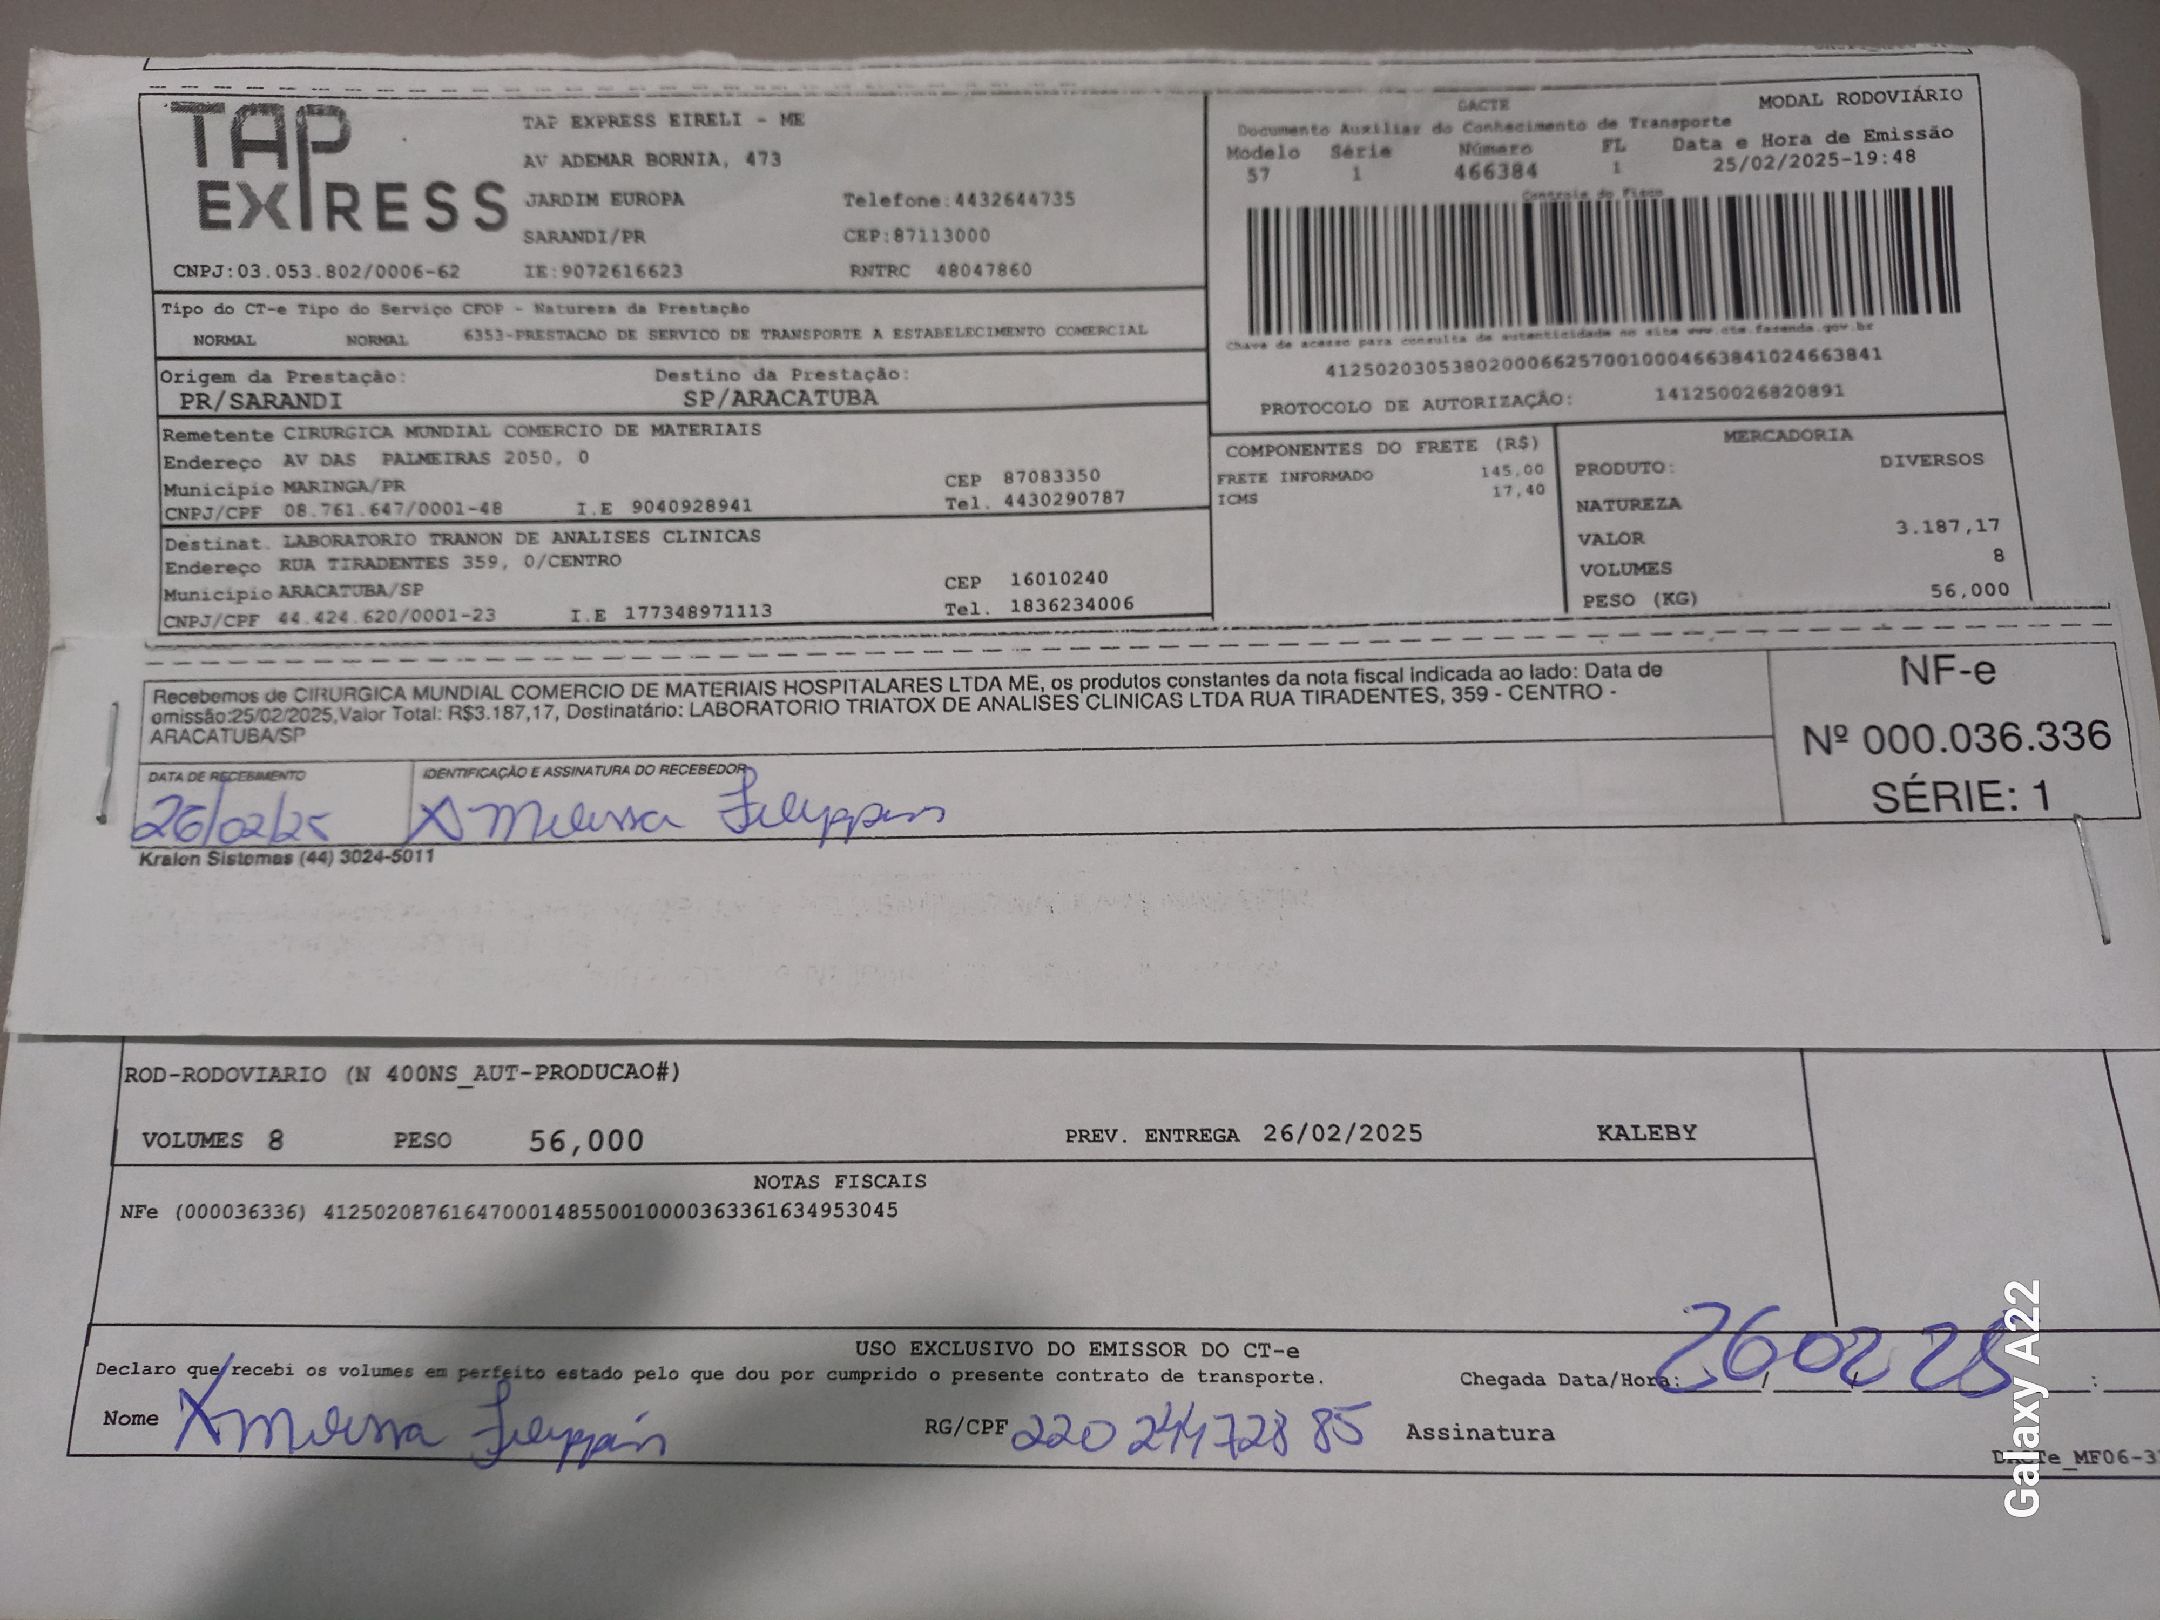 TAP EXPRESS
TAP EXPRESS EIRELI - ME
AV ADEMAR BORNIA, 473
JARDIM EUROPA Telefone:4432644735
SARANDI/PR CEP:87113000
CNPJ:03.053.802/0006-62 IE:9072616623 RNTRC 48047860
DACTE MODAL RODOVIÁRIO
Documento Auxiliar do Conhecimento de Transporte
Modelo Série Número FL Data e Hora de Emissão
57 1 466384 1 25/02/2025-19:48
Controle do Fisco
Chave de acesso para consulta de autenticidade no site www.cte.fazenda.gov.br
41250203053802000662570010004663841024663841
PROTOCOLO DE AUTORIZAÇÃO: 141250026820891
Tipo do CT-e Tipo do Serviço CFOP - Natureza da Prestação
NORMAL NORMAL 6353-PRESTACAO DE SERVICO DE TRANSPORTE A ESTABELECIMENTO COMERCIAL
Origem da Prestação: Destino da Prestação:
PR/SARANDI SP/ARACATUBA
Remetente CIRURGICA MUNDIAL COMERCIO DE MATERIAIS
Endereço AV DAS PALMEIRAS 2050, 0
Município MARINGA/PR CEP 87083350
CNPJ/CPF 08.761.647/0001-48 I.E 9040928941 Tel. 4430290787
Destinat. LABORATORIO TRANON DE ANALISES CLINICAS
Endereço RUA TIRADENTES 359, 0/CENTRO
Município ARACATUBA/SP CEP 16010240
CNPJ/CPF 44.424.620/0001-23 I.E 177348971113 Tel. 1836234006
COMPONENTES DO FRETE (R$)
FRETE INFORMADO 145,00
ICMS 17,40
MERCADORIA
PRODUTO: DIVERSOS
NATUREZA
VALOR 3.187,17
VOLUMES 8
PESO (KG) 56,000
Recebemos de CIRURGICA MUNDIAL COMERCIO DE MATERIAIS HOSPITALARES LTDA ME, os produtos constantes da nota fiscal indicada ao lado: Data de
emissão:25/02/2025,Valor Total: R$3.187,17, Destinatário: LABORATORIO TRIATOX DE ANALISES CLINICAS LTDA RUA TIRADENTES, 359 - CENTRO -
ARACATUBA/SP
NF-e
Nº 000.036.336
SÉRIE: 1
DATA DE RECEBIMENTO IDENTIFICAÇÃO E ASSINATURA DO RECEBEDOR
26/02/25 X Melissa
Kralon Sistemas (44) 3024-5011
ROD-RODOVIARIO (N 400NS_AUT-PRODUCAO#)
VOLUMES 8 PESO 56,000 PREV. ENTREGA 26/02/2025 KALEBY
NOTAS FISCAIS
NFe (000036336) 41250208761647000148550010000363361634953045
USO EXCLUSIVO DO EMISSOR DO CT-e
Declaro que recebi os volumes em perfeito estado pelo que dou por cumprido o presente contrato de transporte. Chegada Data/Hora: 26 02 25
Nome X Melissa RG/CPF Assinatura
Galaxy A22